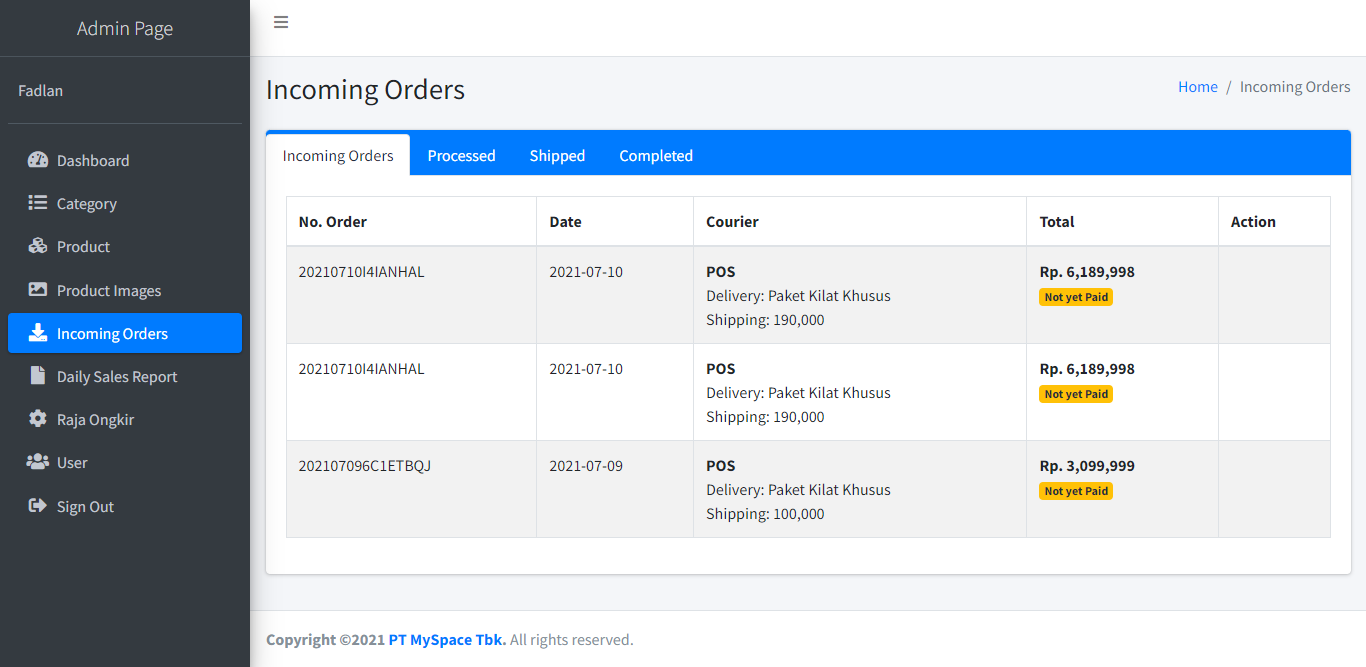 Admin Page
Fadlan
Dashboard
Category
Product
Product Images
Incoming Orders
Daily Sales Report
Raja Ongkir
User
Sign Out
Incoming Orders
Home / Incoming Orders
Incoming Orders Processed Shipped Completed
No. Order Date Courier Total Action
20210710I4IANHAL 2021-07-10 POS Rp. 6,189,998
Delivery: Paket Kilat Khusus Not yet Paid
Shipping: 190,000
20210710I4IANHAL 2021-07-10 POS Rp. 6,189,998
Delivery: Paket Kilat Khusus Not yet Paid
Shipping: 190,000
202107096C1ETBQJ 2021-07-09 POS Rp. 3,099,999
Delivery: Paket Kilat Khusus Not yet Paid
Shipping: 100,000
Copyright ©2021 PT MySpace Tbk. All rights reserved.